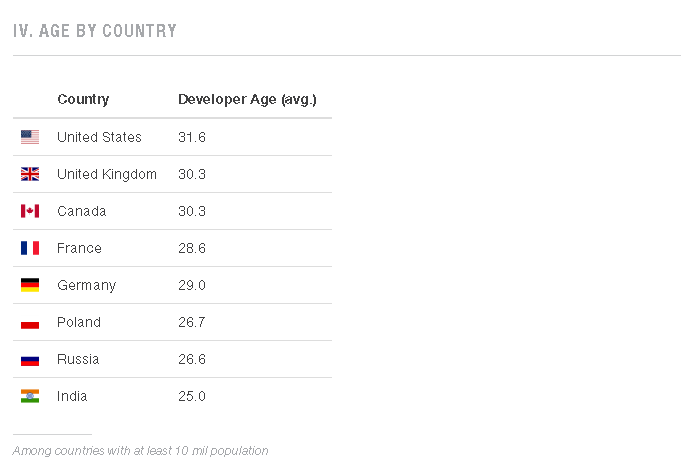 IV. AGE BY COUNTRY
Country Developer Age (avg.)
United States 31.6
United Kingdom 30.3
Canada 30.3
France 28.6
Germany 29.0
Poland 26.7
Russia 26.6
India 25.0
Among countries with at least 10 mil population